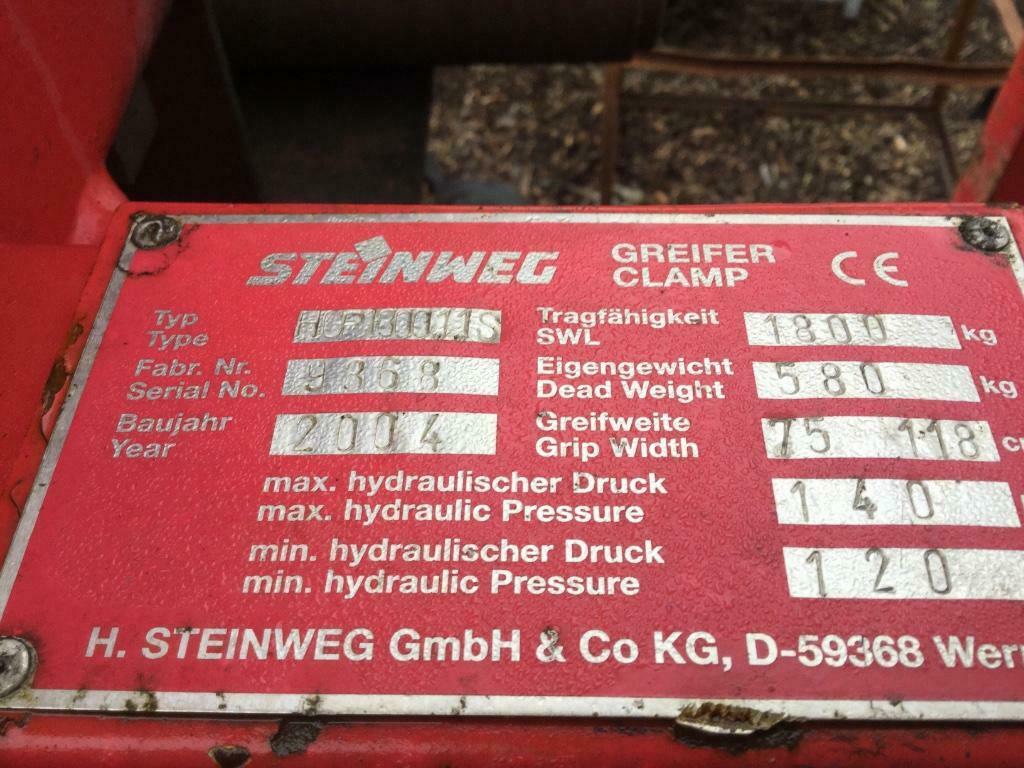 STEINWEG GREIFER CLAMP CE
Typ
Type
Tragfähigkeit
SWL 1800 kg
Fabr. Nr.
Serial No. 9368
Eigengewicht
Dead Weight 580 kg
Baujahr
Year 2004
Greifweite
Grip Width 75 118
max. hydraulischer Druck
max. hydraulic Pressure 140
min. hydraulischer Druck
min. hydraulic Pressure 120
H. STEINWEG GmbH & Co KG, D-59368